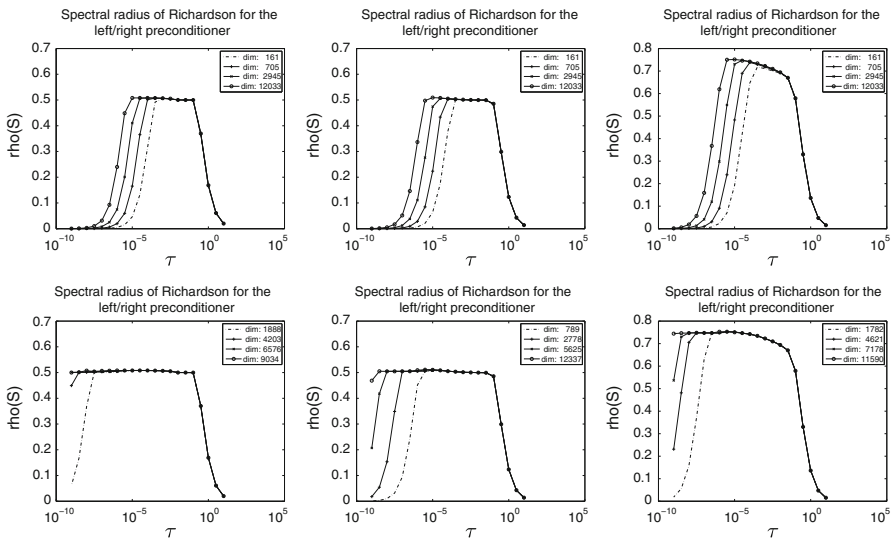 Spectral radius of Richardson for the
left/right preconditioner
rho(S)
0.7
0.6
0.5
0.4
0.3
0.2
0.1
0
dim: 161
dim: 705
dim: 2945
dim: 12033
10^-10
10^-5
10^0
10^5
τ
Spectral radius of Richardson for the
left/right preconditioner
rho(S)
0.7
0.6
0.5
0.4
0.3
0.2
0.1
0
dim: 161
dim: 705
dim: 2945
dim: 12033
10^-10
10^-5
10^0
10^5
τ
Spectral radius of Richardson for the
left/right preconditioner
rho(S)
0.8
0.7
0.6
0.5
0.4
0.3
0.2
0.1
0
dim: 161
dim: 705
dim: 2945
dim: 12033
10^-10
10^-5
10^0
10^5
τ
Spectral radius of Richardson for the
left/right preconditioner
rho(S)
0.7
0.6
0.5
0.4
0.3
0.2
0.1
0
dim: 1888
dim: 4203
dim: 6576
dim: 9034
10^-10
10^-5
10^0
10^5
τ
Spectral radius of Richardson for the
left/right preconditioner
rho(S)
0.7
0.6
0.5
0.4
0.3
0.2
0.1
0
dim: 789
dim: 2778
dim: 5625
dim: 12337
10^-10
10^-5
10^0
10^5
τ
Spectral radius of Richardson for the
left/right preconditioner
rho(S)
0.8
0.7
0.6
0.5
0.4
0.3
0.2
0.1
0
dim: 1782
dim: 4621
dim: 7178
dim: 11590
10^-10
10^-5
10^0
10^5
τ